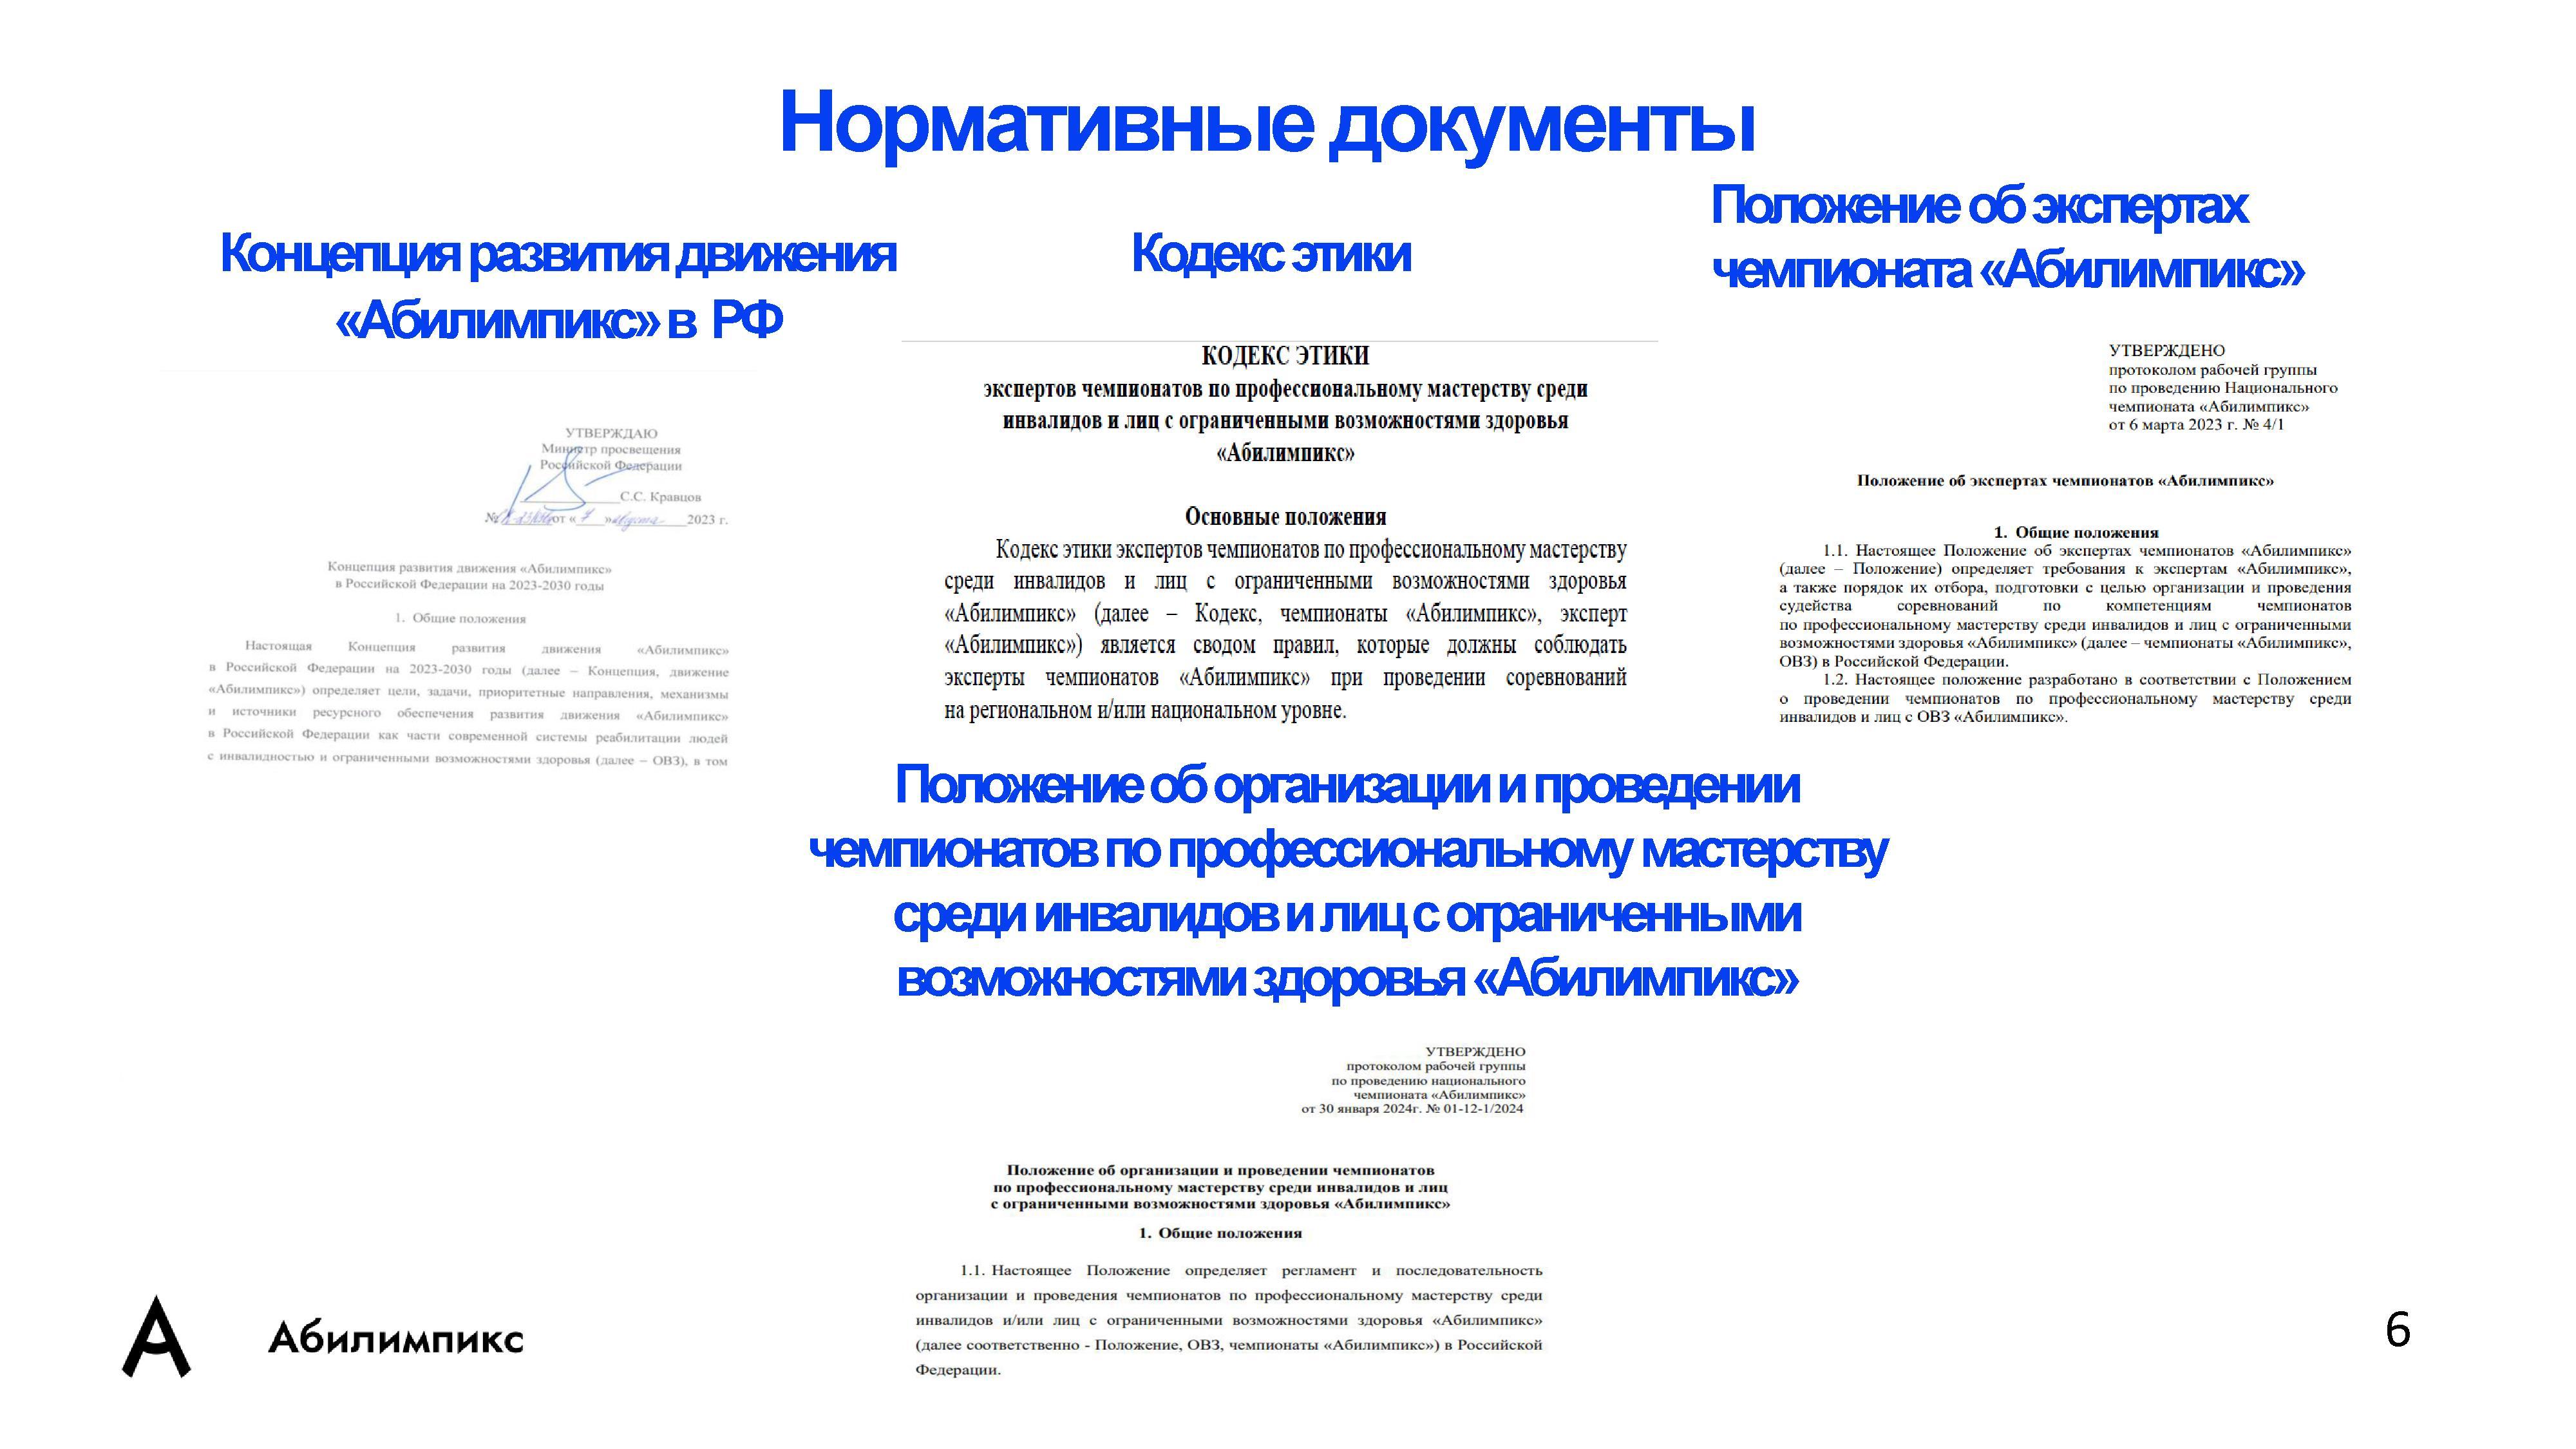 Нормативные документы
Концепция развития движения
«Абилимпикс» в РФ
УТВЕРЖДАЮ
Министр просвещения
Российской Федерации
С.С. Кравцов
№ от « » августа 2023 г.
Концепция развития движения «Абилимпикс»
в Российской Федерации на 2023-2030 годы
1. Общие положения
Настоящая Концепция развития движения «Абилимпикс»
в Российской Федерации на 2023-2030 годы (далее – Концепция, движение
«Абилимпикс») определяет цели, задачи, приоритетные направления, механизмы
и источники ресурсного обеспечения развития движения «Абилимпикс»
в Российской Федерации как части современной системы реабилитации людей
с инвалидностью и ограниченными возможностями здоровья (далее – ОВЗ), в том
Кодекс этики
КОДЕКС ЭТИКИ
экспертов чемпионатов по профессиональному мастерству среди
инвалидов и лиц с ограниченными возможностями здоровья
«Абилимпикс»
Основные положения
Кодекс этики экспертов чемпионатов по профессиональному мастерству
среди инвалидов и лиц с ограниченными возможностями здоровья
«Абилимпикс» (далее – Кодекс, чемпионаты «Абилимпикс», эксперт
«Абилимпикс») является сводом правил, которые должны соблюдать
эксперты чемпионатов «Абилимпикс» при проведении соревнований
на региональном и/или национальном уровне.
Положение об экспертах
чемпионата «Абилимпикс»
УТВЕРЖДЕНО
протоколом рабочей группы
по проведению Национального
чемпионата «Абилимпикс»
от 6 марта 2023 г. № 4/1
Положение об экспертах чемпионатов «Абилимпикс»
1. Общие положения
1.1. Настоящее Положение об экспертах чемпионатов «Абилимпикс»
(далее – Положение) определяет требования к экспертам «Абилимпикс»,
а также порядок их отбора, подготовки с целью организации и проведения
судейства соревнований по компетенциям чемпионатов
по профессиональному мастерству среди инвалидов и лиц с ограниченными
возможностями здоровья «Абилимпикс» (далее – чемпионаты «Абилимпикс»,
ОВЗ) в Российской Федерации.
1.2. Настоящее положение разработано в соответствии с Положением
о проведении чемпионатов по профессиональному мастерству среди
инвалидов и лиц с ОВЗ «Абилимпикс».
Положение об организации и проведении
чемпионатов по профессиональному мастерству
среди инвалидов и лиц с ограниченными
возможностями здоровья «Абилимпикс»
УТВЕРЖДЕНО
протоколом рабочей группы
по проведению национального
чемпионата «Абилимпикс»
от 30 января 2024г. № 01-12-1/2024
Положение об организации и проведении чемпионатов
по профессиональному мастерству среди инвалидов и лиц
с ограниченными возможностями здоровья «Абилимпикс»
1. Общие положения
1.1. Настоящее Положение определяет регламент и последовательность
организации и проведения чемпионатов по профессиональному мастерству среди
инвалидов и/или лиц с ограниченными возможностями здоровья «Абилимпикс»
(далее соответственно - Положение, ОВЗ, чемпионаты «Абилимпикс») в Российской
Федерации.
Абилимпикс
6